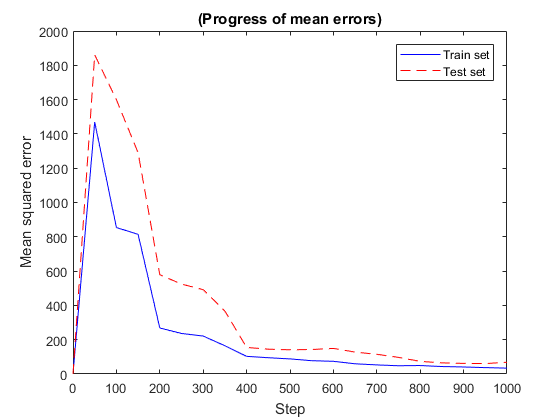 (Progress of mean errors)
2000
1800
1600
1400
1200
1000
800
600
400
200
0
Mean squared error
Train set
Test set
0 100 200 300 400 500 600 700 800 900 1000
Step